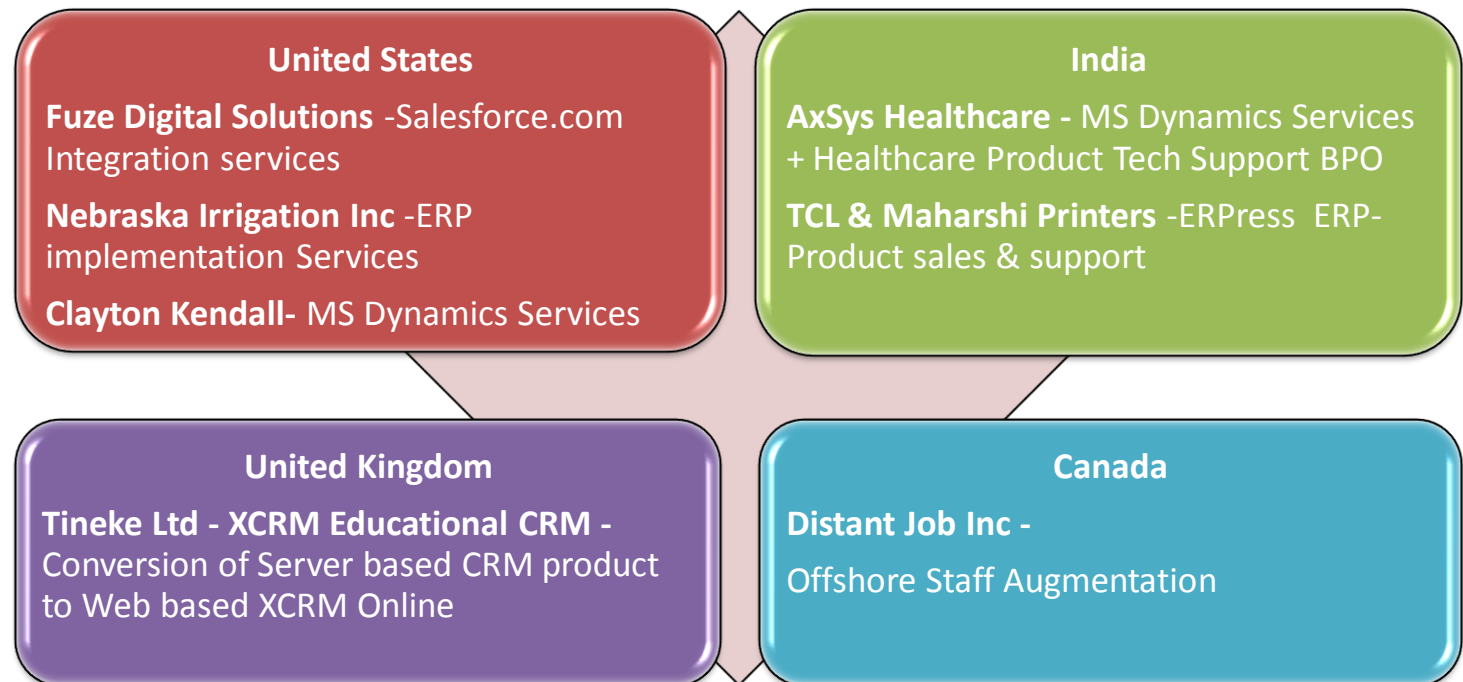 United States
Fuze Digital Solutions -Salesforce.com
Integration services
Nebraska Irrigation Inc -ERP
implementation Services
Clayton Kendall- MS Dynamics Services
India
AxSys Healthcare - MS Dynamics Services
+ Healthcare Product Tech Support BPO
TCL & Maharshi Printers -ERPress ERP-
Product sales & support
United Kingdom
Tineke Ltd - XCRM Educational CRM -
Conversion of Server based CRM product
to Web based XCRM Online
Canada
Distant Job Inc -
Offshore Staff Augmentation